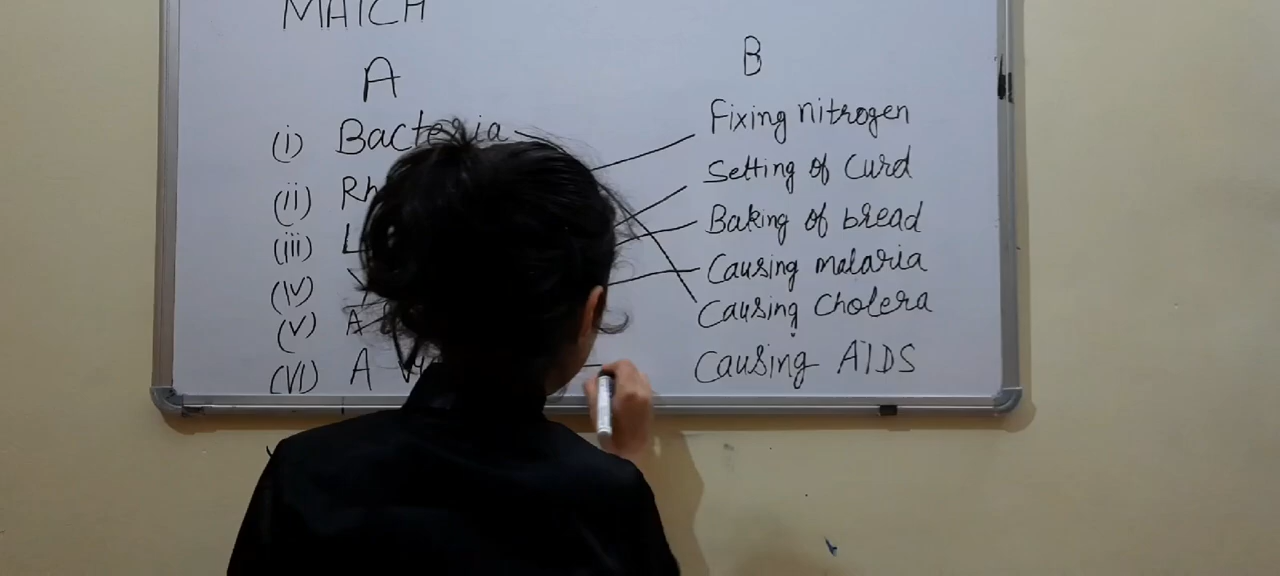 MATCH
A
B
(i) Bacteria
Fixing nitrogen
(ii)
Setting of Curd
(iii)
Baking of bread
(iv)
Causing malaria
(v) A
Causing Cholera
(vi) A
Causing AIDS